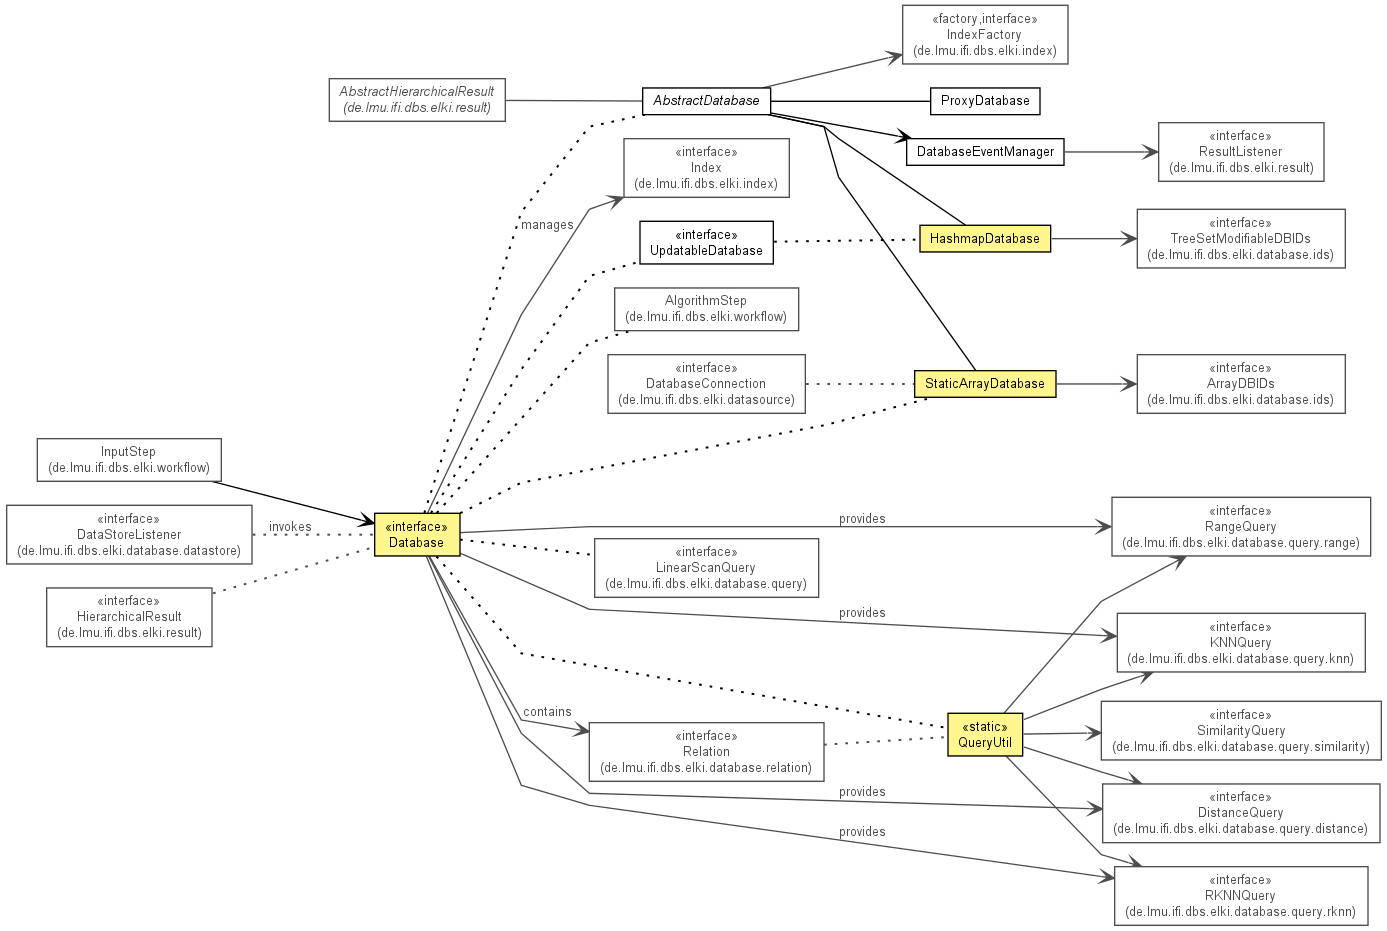 «factory,interface»
IndexFactory
(de.lmu.ifi.dbs.elki.index)
AbstractHierarchicalResult
(de.lmu.ifi.dbs.elki.result)
AbstractDatabase
ProxyDatabase
DatabaseEventManager
«interface»
ResultListener
(de.lmu.ifi.dbs.elki.result)
«interface»
Index
(de.lmu.ifi.dbs.elki.index)
manages
«interface»
UpdatableDatabase
HashmapDatabase
«interface»
TreeSetModifiableDBIDs
(de.lmu.ifi.dbs.elki.database.ids)
AlgorithmStep
(de.lmu.ifi.dbs.elki.workflow)
«interface»
DatabaseConnection
(de.lmu.ifi.dbs.elki.datasource)
StaticArrayDatabase
«interface»
ArrayDBIDs
(de.lmu.ifi.dbs.elki.database.ids)
InputStep
(de.lmu.ifi.dbs.elki.workflow)
«interface»
DataStoreListener
(de.lmu.ifi.dbs.elki.database.datastore)
invokes
«interface»
Database
provides
«interface»
RangeQuery
(de.lmu.ifi.dbs.elki.database.query.range)
«interface»
LinearScanQuery
(de.lmu.ifi.dbs.elki.database.query)
«interface»
HierarchicalResult
(de.lmu.ifi.dbs.elki.result)
provides
«interface»
KNNQuery
(de.lmu.ifi.dbs.elki.database.query.knn)
contains
«interface»
Relation
(de.lmu.ifi.dbs.elki.database.relation)
«static»
QueryUtil
«interface»
SimilarityQuery
(de.lmu.ifi.dbs.elki.database.query.similarity)
provides
«interface»
DistanceQuery
(de.lmu.ifi.dbs.elki.database.query.distance)
provides
«interface»
RKNNQuery
(de.lmu.ifi.dbs.elki.database.query.rknn)